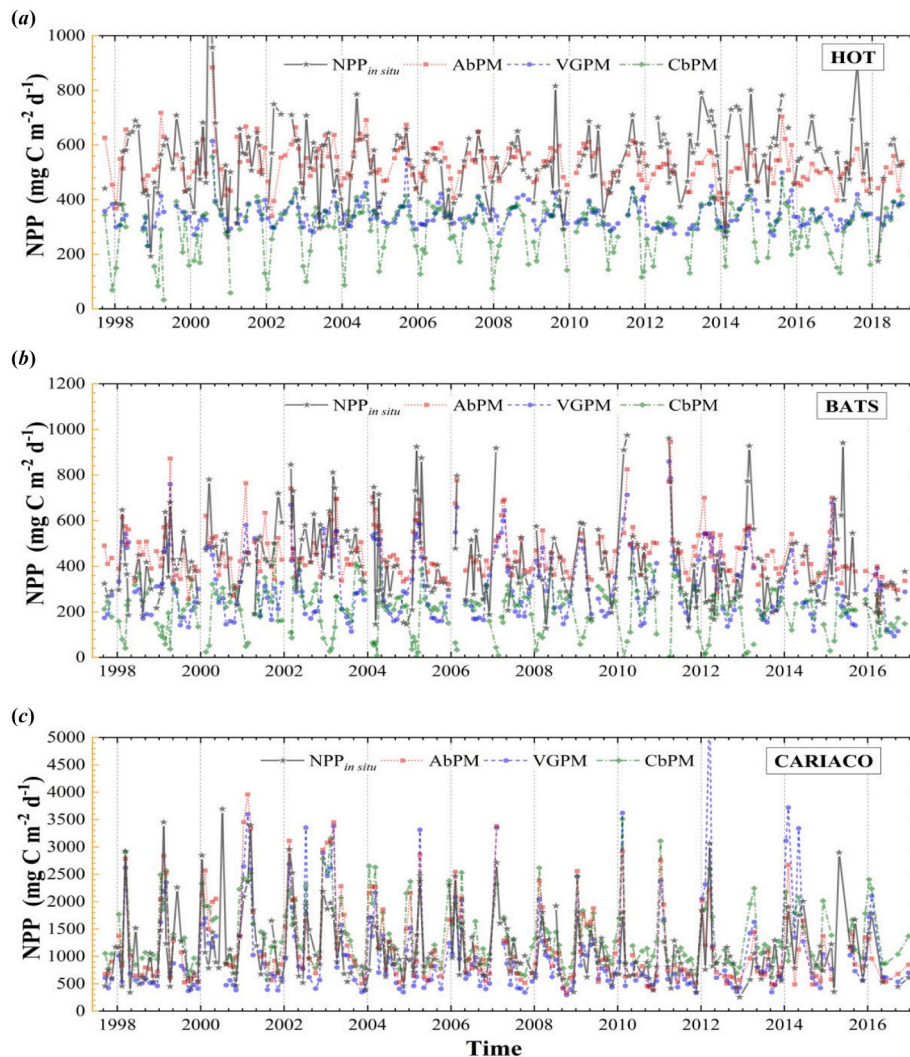 (a)
1000
800
600
400
200
0
NPP (mg C m⁻² d⁻¹)
NPP in situ AbPM VGPM CbPM
HOT
1998 2000 2002 2004 2006 2008 2010 2012 2014 2016 2018
(b)
1200
1000
800
600
400
200
0
NPP (mg C m⁻² d⁻¹)
NPP in situ AbPM VGPM CbPM
BATS
1998 2000 2002 2004 2006 2008 2010 2012 2014 2016
(c)
5000
4500
4000
3500
3000
2500
2000
1500
1000
500
0
NPP (mg C m⁻² d⁻¹)
NPP in situ AbPM VGPM CbPM
CARIACO
1998 2000 2002 2004 2006 2008 2010 2012 2014 2016
Time